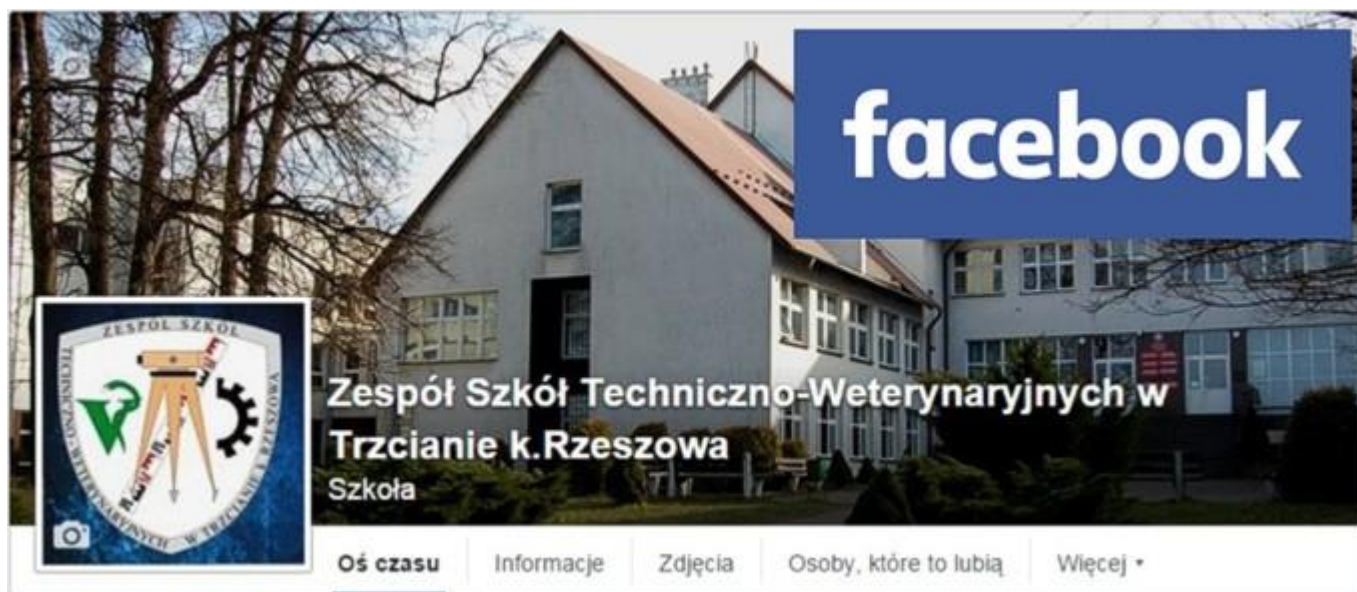 facebook
ZESPÓŁ SZKÓŁ
TECHNICZNO-WETERYNARYJNYCH - W TRZCIANIE K RZESZOWA
Zespół Szkół Techniczno-Weterynaryjnych w
Trzcianie k.Rzeszowa
Szkoła
Oś czasu
Informacje
Zdjęcia
Osoby, które to lubią
Więcej